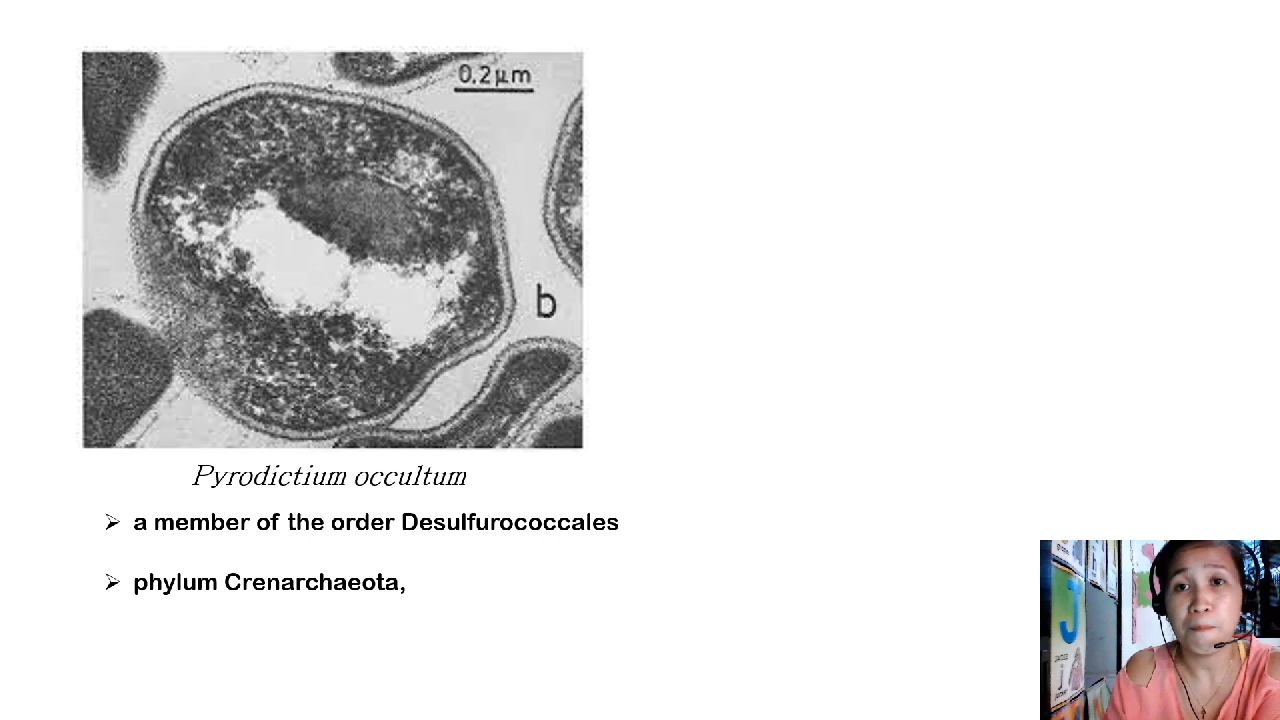 0.2µm
b
Pyrodictium occultum
➢ a member of the order Desulfurococcales
➢ phylum Crenarchaeota,
J